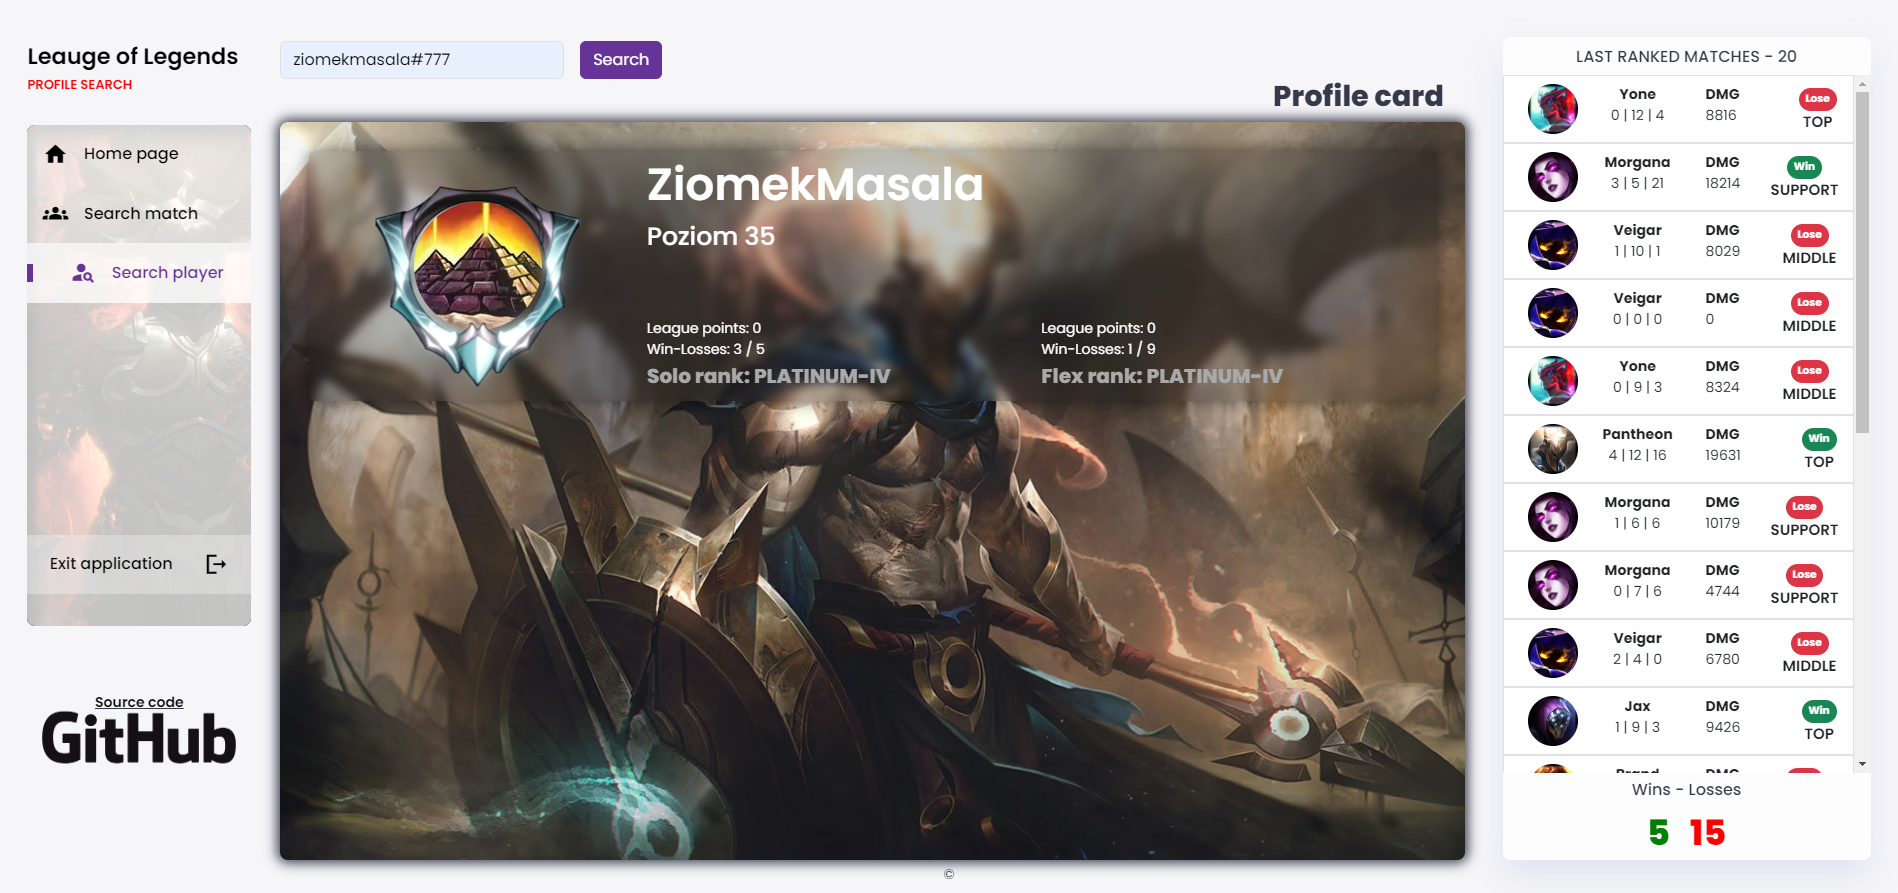 Leauge of Legends
PROFILE SEARCH
Home page
Search match
Search player
Exit application
Source code
GitHub
ziomekmasala#777
Search
Profile card
ZiomekMasala
Poziom 35
League points: 0
Win-Losses: 3 / 5
Solo rank: PLATINUM-IV
League points: 0
Win-Losses: 1 / 9
Flex rank: PLATINUM-IV
©
LAST RANKED MATCHES - 20
Yone DMG Lose
0 | 12 | 4 8816 TOP
Morgana DMG Win
3 | 5 | 21 18214 SUPPORT
Veigar DMG Lose
1 | 10 | 1 8029 MIDDLE
Veigar DMG Lose
0 | 0 | 0 0 MIDDLE
Yone DMG Lose
0 | 9 | 3 8324 MIDDLE
Pantheon DMG Win
4 | 12 | 16 19631 TOP
Morgana DMG Lose
1 | 6 | 6 10179 SUPPORT
Morgana DMG Lose
0 | 7 | 6 4744 SUPPORT
Veigar DMG Lose
2 | 4 | 0 6780 MIDDLE
Jax DMG Win
1 | 9 | 3 9426 TOP
Brand DMG
Wins - Losses
5 15